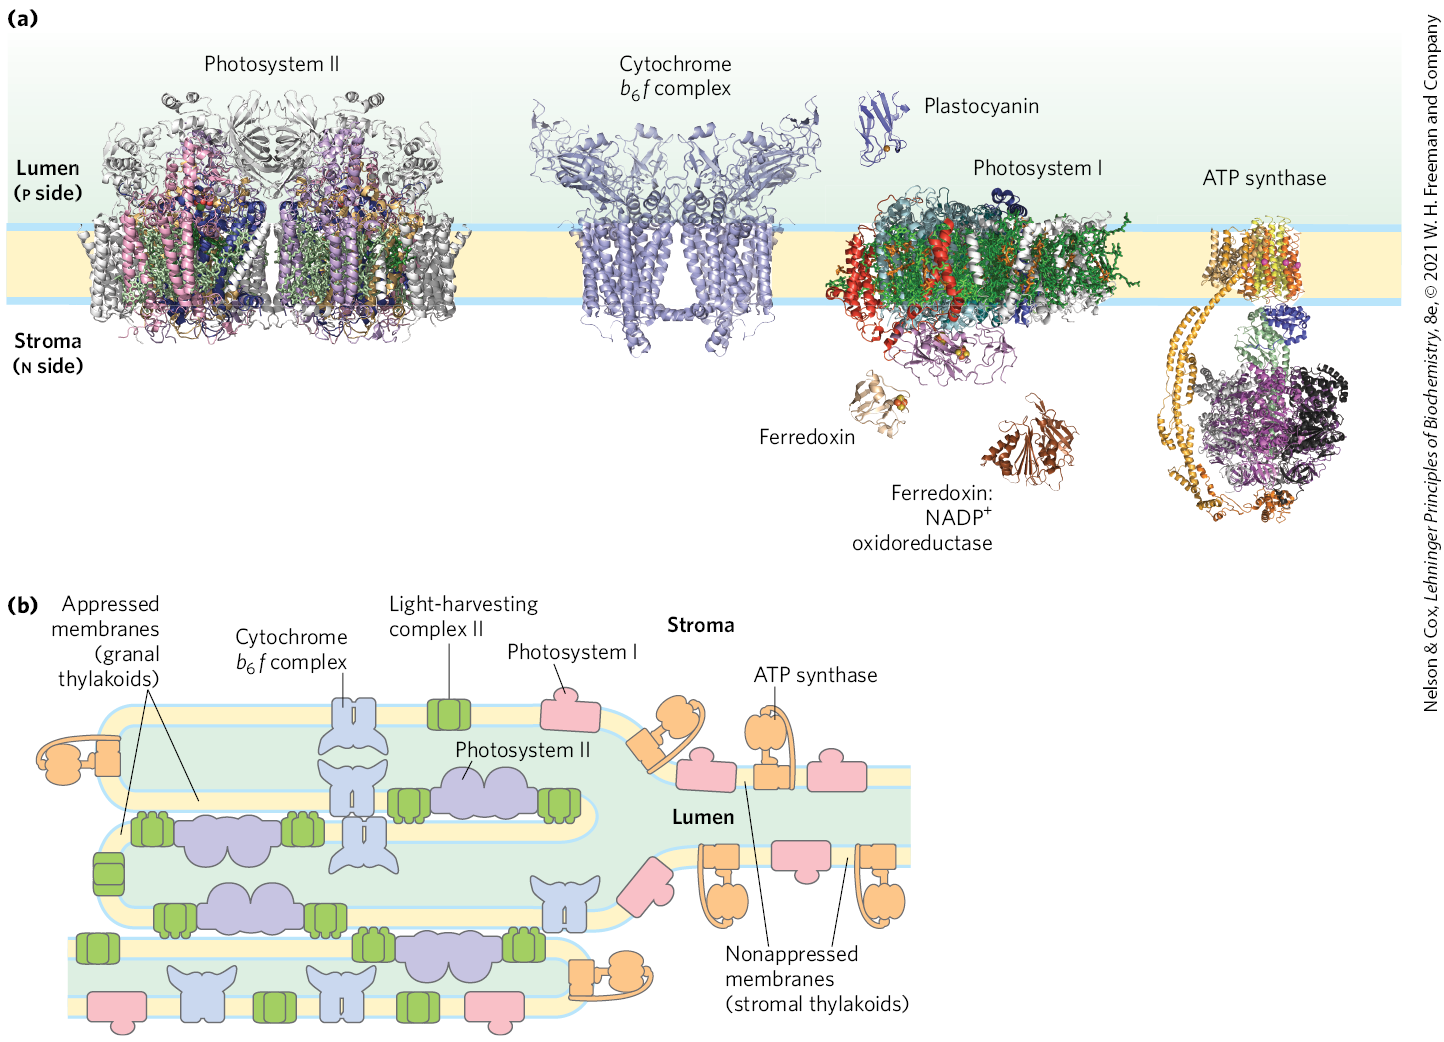 (a)
Photosystem II
Cytochrome
b₆f complex
Plastocyanin
Photosystem I
ATP synthase
Lumen
(P side)
Stroma
(N side)
Ferredoxin
Ferredoxin:
NADP⁺
oxidoreductase
(b)
Appressed
membranes
(granal
thylakoids)
Cytochrome
b₆f complex
Light-harvesting
complex II
Photosystem I
Stroma
ATP synthase
Photosystem II
Lumen
Nonappressed
membranes
(stromal thylakoids)
Nelson & Cox, Lehninger Principles of Biochemistry, 8e, © 2021 W. H. Freeman and Company